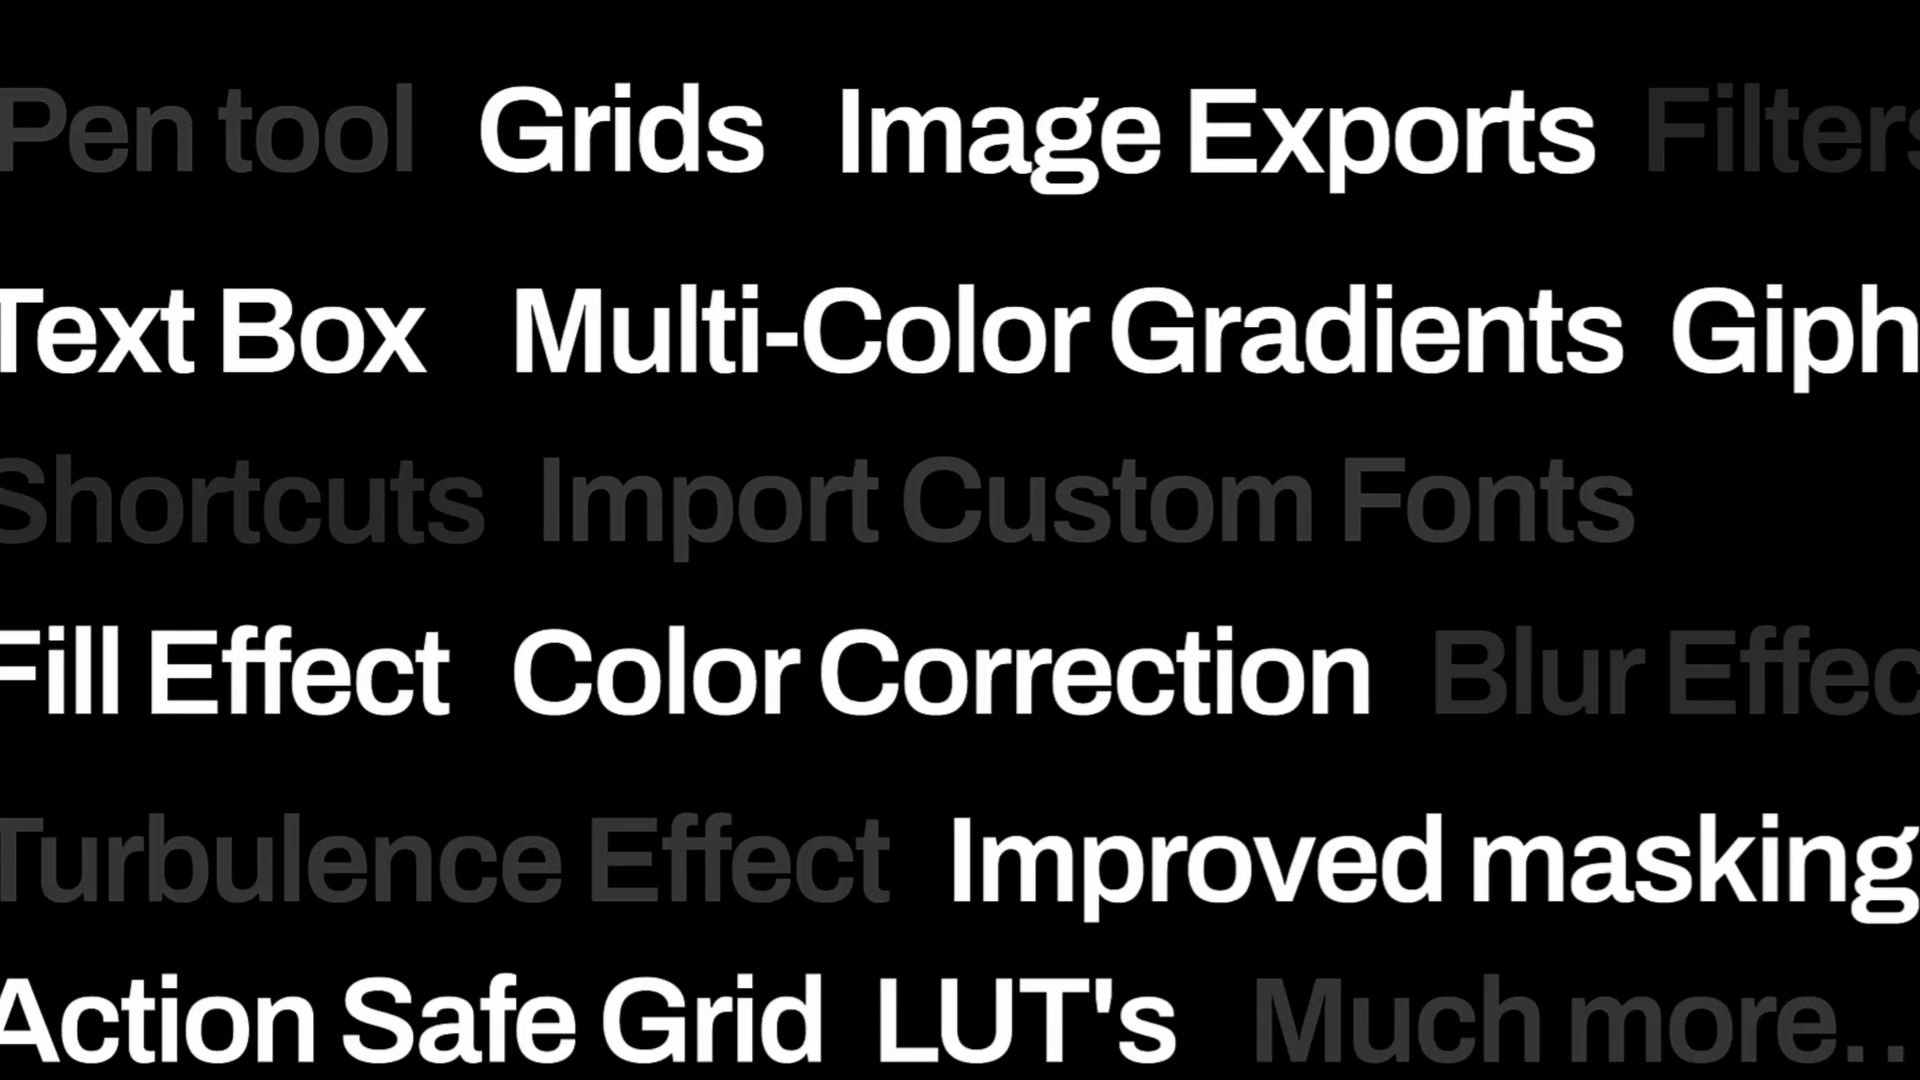 Pen tool Grids Image Exports Filters
Text Box Multi-Color Gradients Giph
Shortcuts Import Custom Fonts
Fill Effect Color Correction Blur Effec
Turbulence Effect Improved masking
Action Safe Grid LUT's Much more..